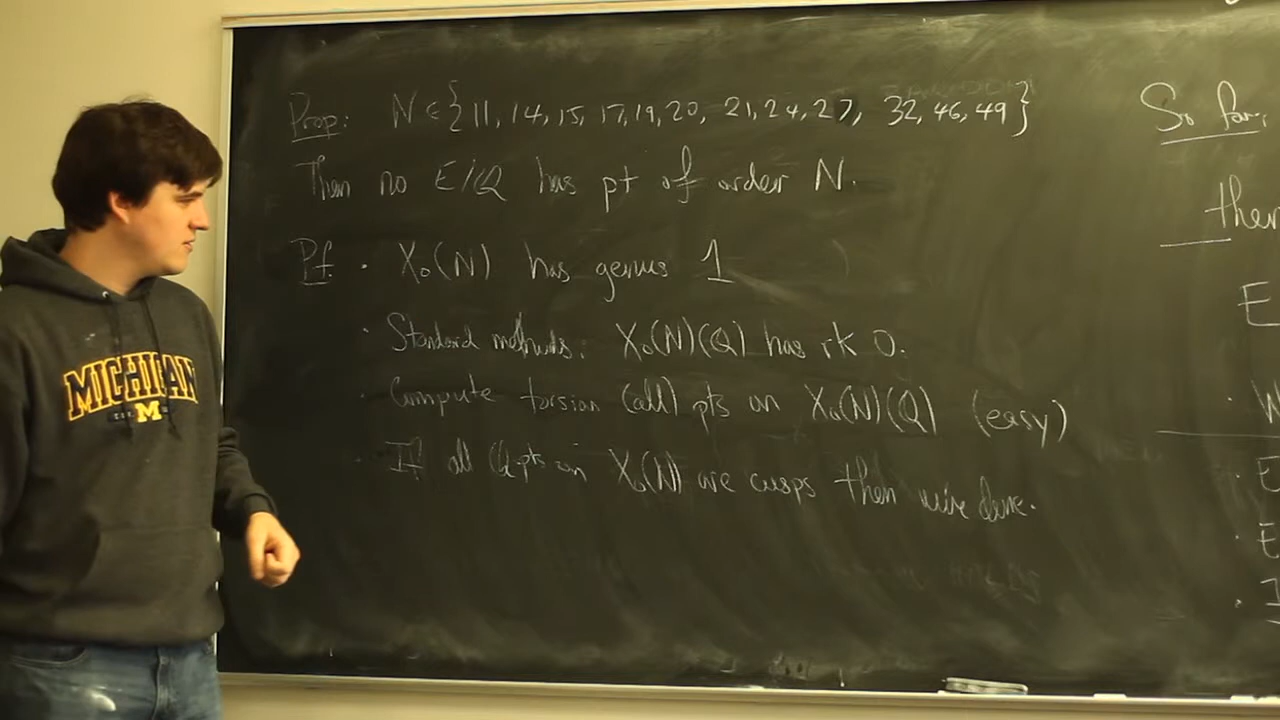 Prop: N ∈ {11, 14, 15, 17, 19, 20, 21, 24, 27, 32, 46, 49}
Then no E/Q has pt of order N.
Pf: · X₀(N) has genus 1
· Standard methods: X₀(N)(Q) has rk 0.
· Compute torsion (all) pts on X₀(N)(Q) (easy)
· If all Q pts on X₀(N) are cusps then we're done.
So far,
then
E
· W
· E
· E
· I
MICHIGAN
EST.
M